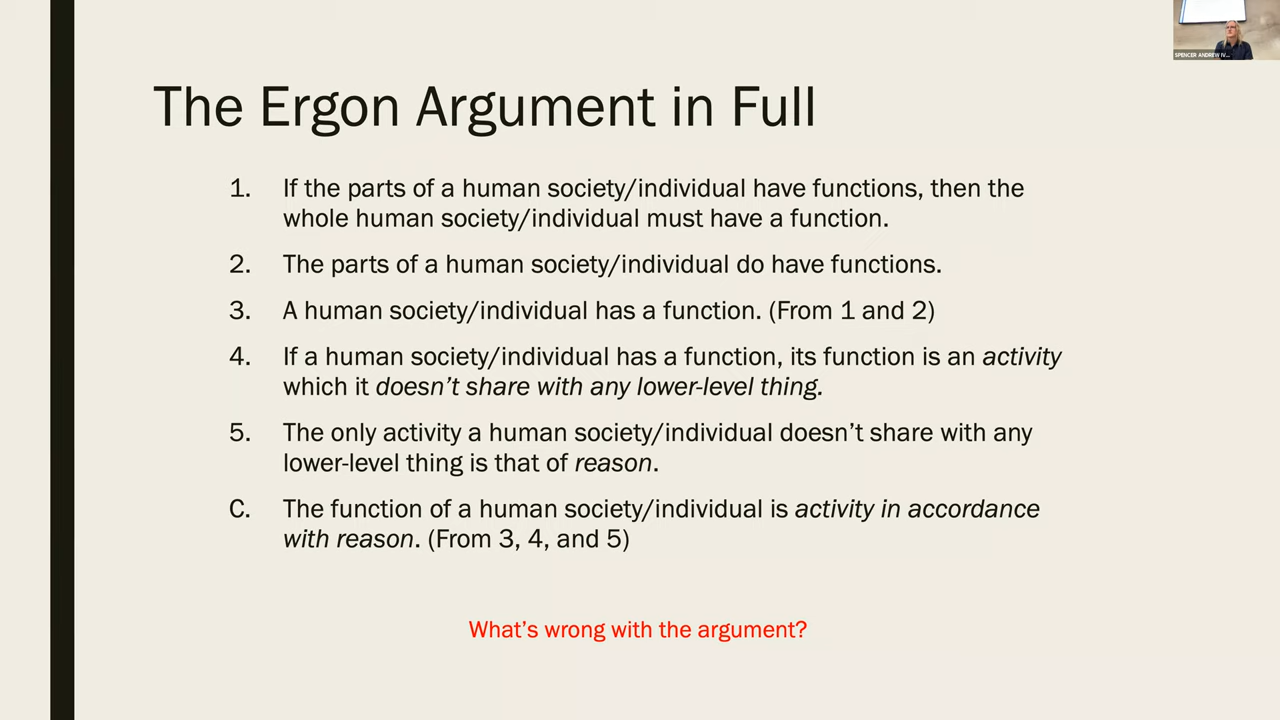 SPENCER ANDREW IV...
The Ergon Argument in Full
1. If the parts of a human society/individual have functions, then the
whole human society/individual must have a function.
2. The parts of a human society/individual do have functions.
3. A human society/individual has a function. (From 1 and 2)
4. If a human society/individual has a function, its function is an activity
which it doesn't share with any lower-level thing.
5. The only activity a human society/individual doesn't share with any
lower-level thing is that of reason.
C. The function of a human society/individual is activity in accordance
with reason. (From 3, 4, and 5)
What's wrong with the argument?